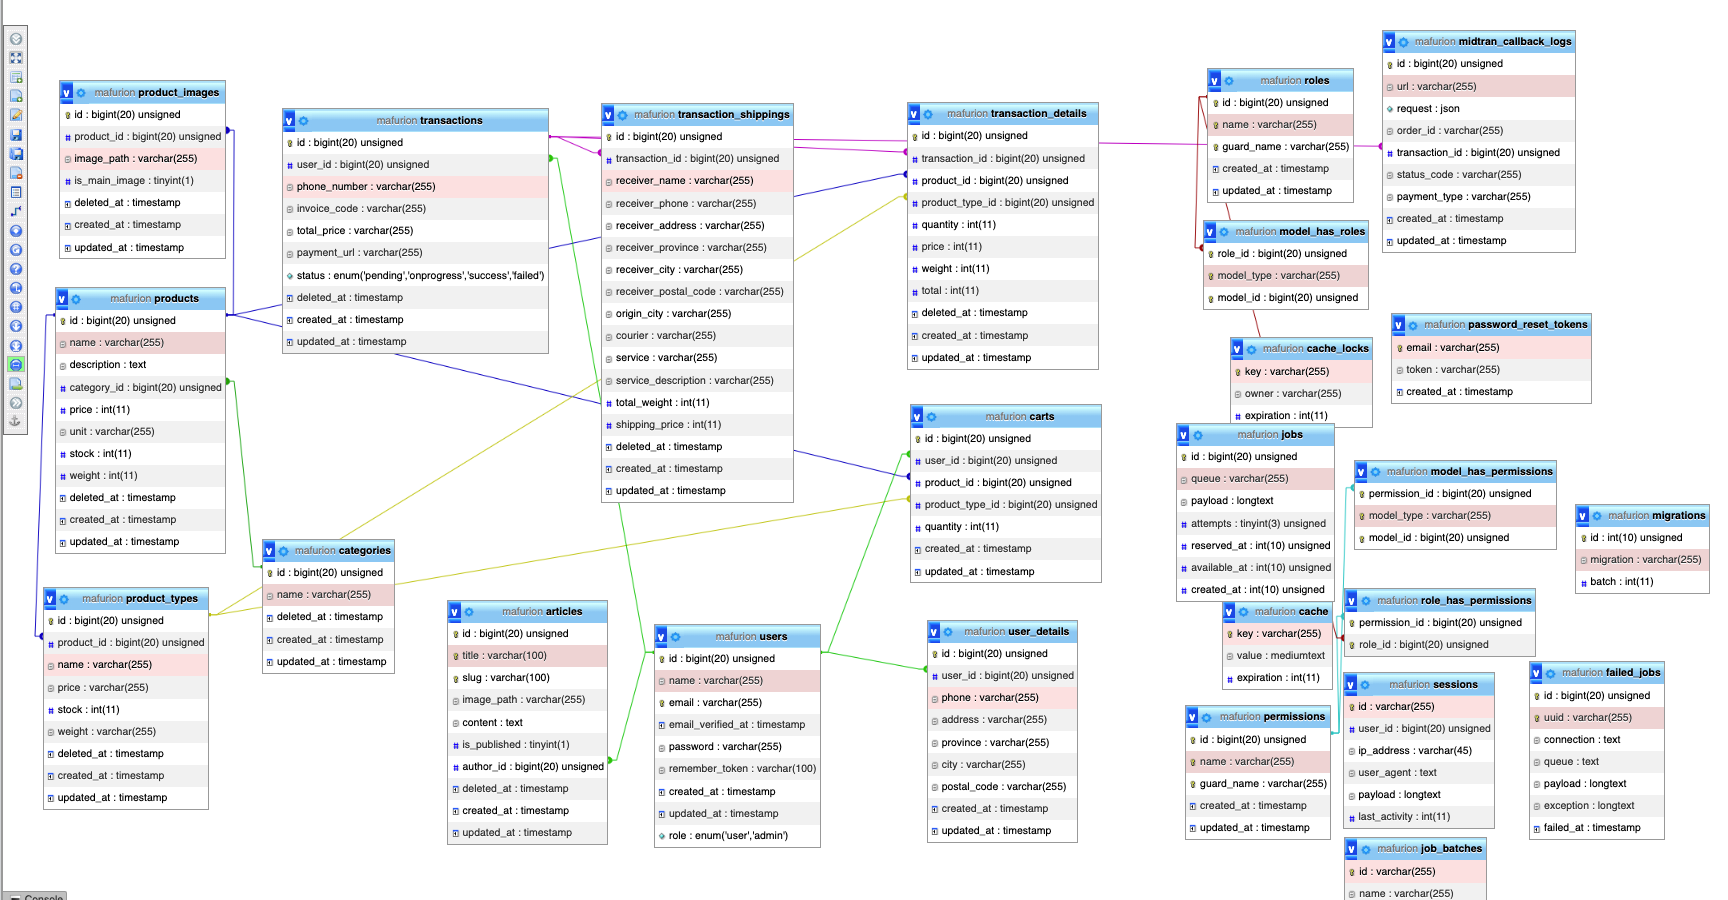 mafurion product_images
id : bigint(20) unsigned
product_id : bigint(20) unsigned
image_path : varchar(255)
is_main_image : tinyint(1)
deleted_at : timestamp
created_at : timestamp
updated_at : timestamp
mafurion products
id : bigint(20) unsigned
name : varchar(255)
description : text
category_id : bigint(20) unsigned
price : int(11)
unit : varchar(255)
stock : int(11)
weight : int(11)
deleted_at : timestamp
created_at : timestamp
updated_at : timestamp
mafurion product_types
id : bigint(20) unsigned
product_id : bigint(20) unsigned
name : varchar(255)
price : varchar(255)
stock : int(11)
weight : varchar(255)
deleted_at : timestamp
created_at : timestamp
updated_at : timestamp
mafurion transactions
id : bigint(20) unsigned
user_id : bigint(20) unsigned
phone_number : varchar(255)
invoice_code : varchar(255)
total_price : varchar(255)
payment_url : varchar(255)
status : enum('pending','onprogress','success','failed')
deleted_at : timestamp
created_at : timestamp
updated_at : timestamp
mafurion categories
id : bigint(20) unsigned
name : varchar(255)
deleted_at : timestamp
created_at : timestamp
updated_at : timestamp
mafurion articles
id : bigint(20) unsigned
title : varchar(100)
slug : varchar(100)
image_path : varchar(255)
content : text
is_published : tinyint(1)
author_id : bigint(20) unsigned
deleted_at : timestamp
created_at : timestamp
updated_at : timestamp
mafurion transaction_shippings
id : bigint(20) unsigned
transaction_id : bigint(20) unsigned
receiver_name : varchar(255)
receiver_phone : varchar(255)
receiver_address : varchar(255)
receiver_province : varchar(255)
receiver_city : varchar(255)
receiver_postal_code : varchar(255)
origin_city : varchar(255)
courier : varchar(255)
service : varchar(255)
service_description : varchar(255)
total_weight : int(11)
shipping_price : int(11)
deleted_at : timestamp
created_at : timestamp
updated_at : timestamp
mafurion users
id : bigint(20) unsigned
name : varchar(255)
email : varchar(255)
email_verified_at : timestamp
password : varchar(255)
remember_token : varchar(100)
created_at : timestamp
updated_at : timestamp
role : enum('user','admin')
mafurion transaction_details
id : bigint(20) unsigned
transaction_id : bigint(20) unsigned
product_id : bigint(20) unsigned
product_type_id : bigint(20) unsigned
quantity : int(11)
price : int(11)
weight : int(11)
total : int(11)
deleted_at : timestamp
created_at : timestamp
updated_at : timestamp
mafurion carts
id : bigint(20) unsigned
user_id : bigint(20) unsigned
product_id : bigint(20) unsigned
product_type_id : bigint(20) unsigned
quantity : int(11)
created_at : timestamp
updated_at : timestamp
mafurion user_details
id : bigint(20) unsigned
user_id : bigint(20) unsigned
phone : varchar(255)
address : varchar(255)
province : varchar(255)
city : varchar(255)
postal_code : varchar(255)
created_at : timestamp
updated_at : timestamp
mafurion roles
id : bigint(20) unsigned
name : varchar(255)
guard_name : varchar(255)
created_at : timestamp
updated_at : timestamp
mafurion model_has_roles
role_id : bigint(20) unsigned
model_type : varchar(255)
model_id : bigint(20) unsigned
mafurion cache_locks
key : varchar(255)
owner : varchar(255)
expiration : int(11)
mafurion jobs
id : bigint(20) unsigned
queue : varchar(255)
payload : longtext
attempts : tinyint(3) unsigned
reserved_at : int(10) unsigned
available_at : int(10) unsigned
created_at : int(10) unsigned
mafurion cache
key : varchar(255)
value : mediumtext
expiration : int(11)
mafurion permissions
id : bigint(20) unsigned
name : varchar(255)
guard_name : varchar(255)
created_at : timestamp
updated_at : timestamp
mafurion midtran_callback_logs
id : bigint(20) unsigned
url : varchar(255)
request : json
order_id : varchar(255)
transaction_id : bigint(20) unsigned
status_code : varchar(255)
payment_type : varchar(255)
created_at : timestamp
updated_at : timestamp
mafurion password_reset_tokens
email : varchar(255)
token : varchar(255)
created_at : timestamp
mafurion model_has_permissions
permission_id : bigint(20) unsigned
model_type : varchar(255)
model_id : bigint(20) unsigned
mafurion migrations
id : int(10) unsigned
migration : varchar(255)
batch : int(11)
mafurion role_has_permissions
permission_id : bigint(20) unsigned
role_id : bigint(20) unsigned
mafurion sessions
id : varchar(255)
user_id : bigint(20) unsigned
ip_address : varchar(45)
user_agent : text
payload : longtext
last_activity : int(11)
mafurion failed_jobs
id : bigint(20) unsigned
uuid : varchar(255)
connection : text
queue : text
payload : longtext
exception : longtext
failed_at : timestamp
mafurion job_batches
id : varchar(255)
name : varchar(255)
Console